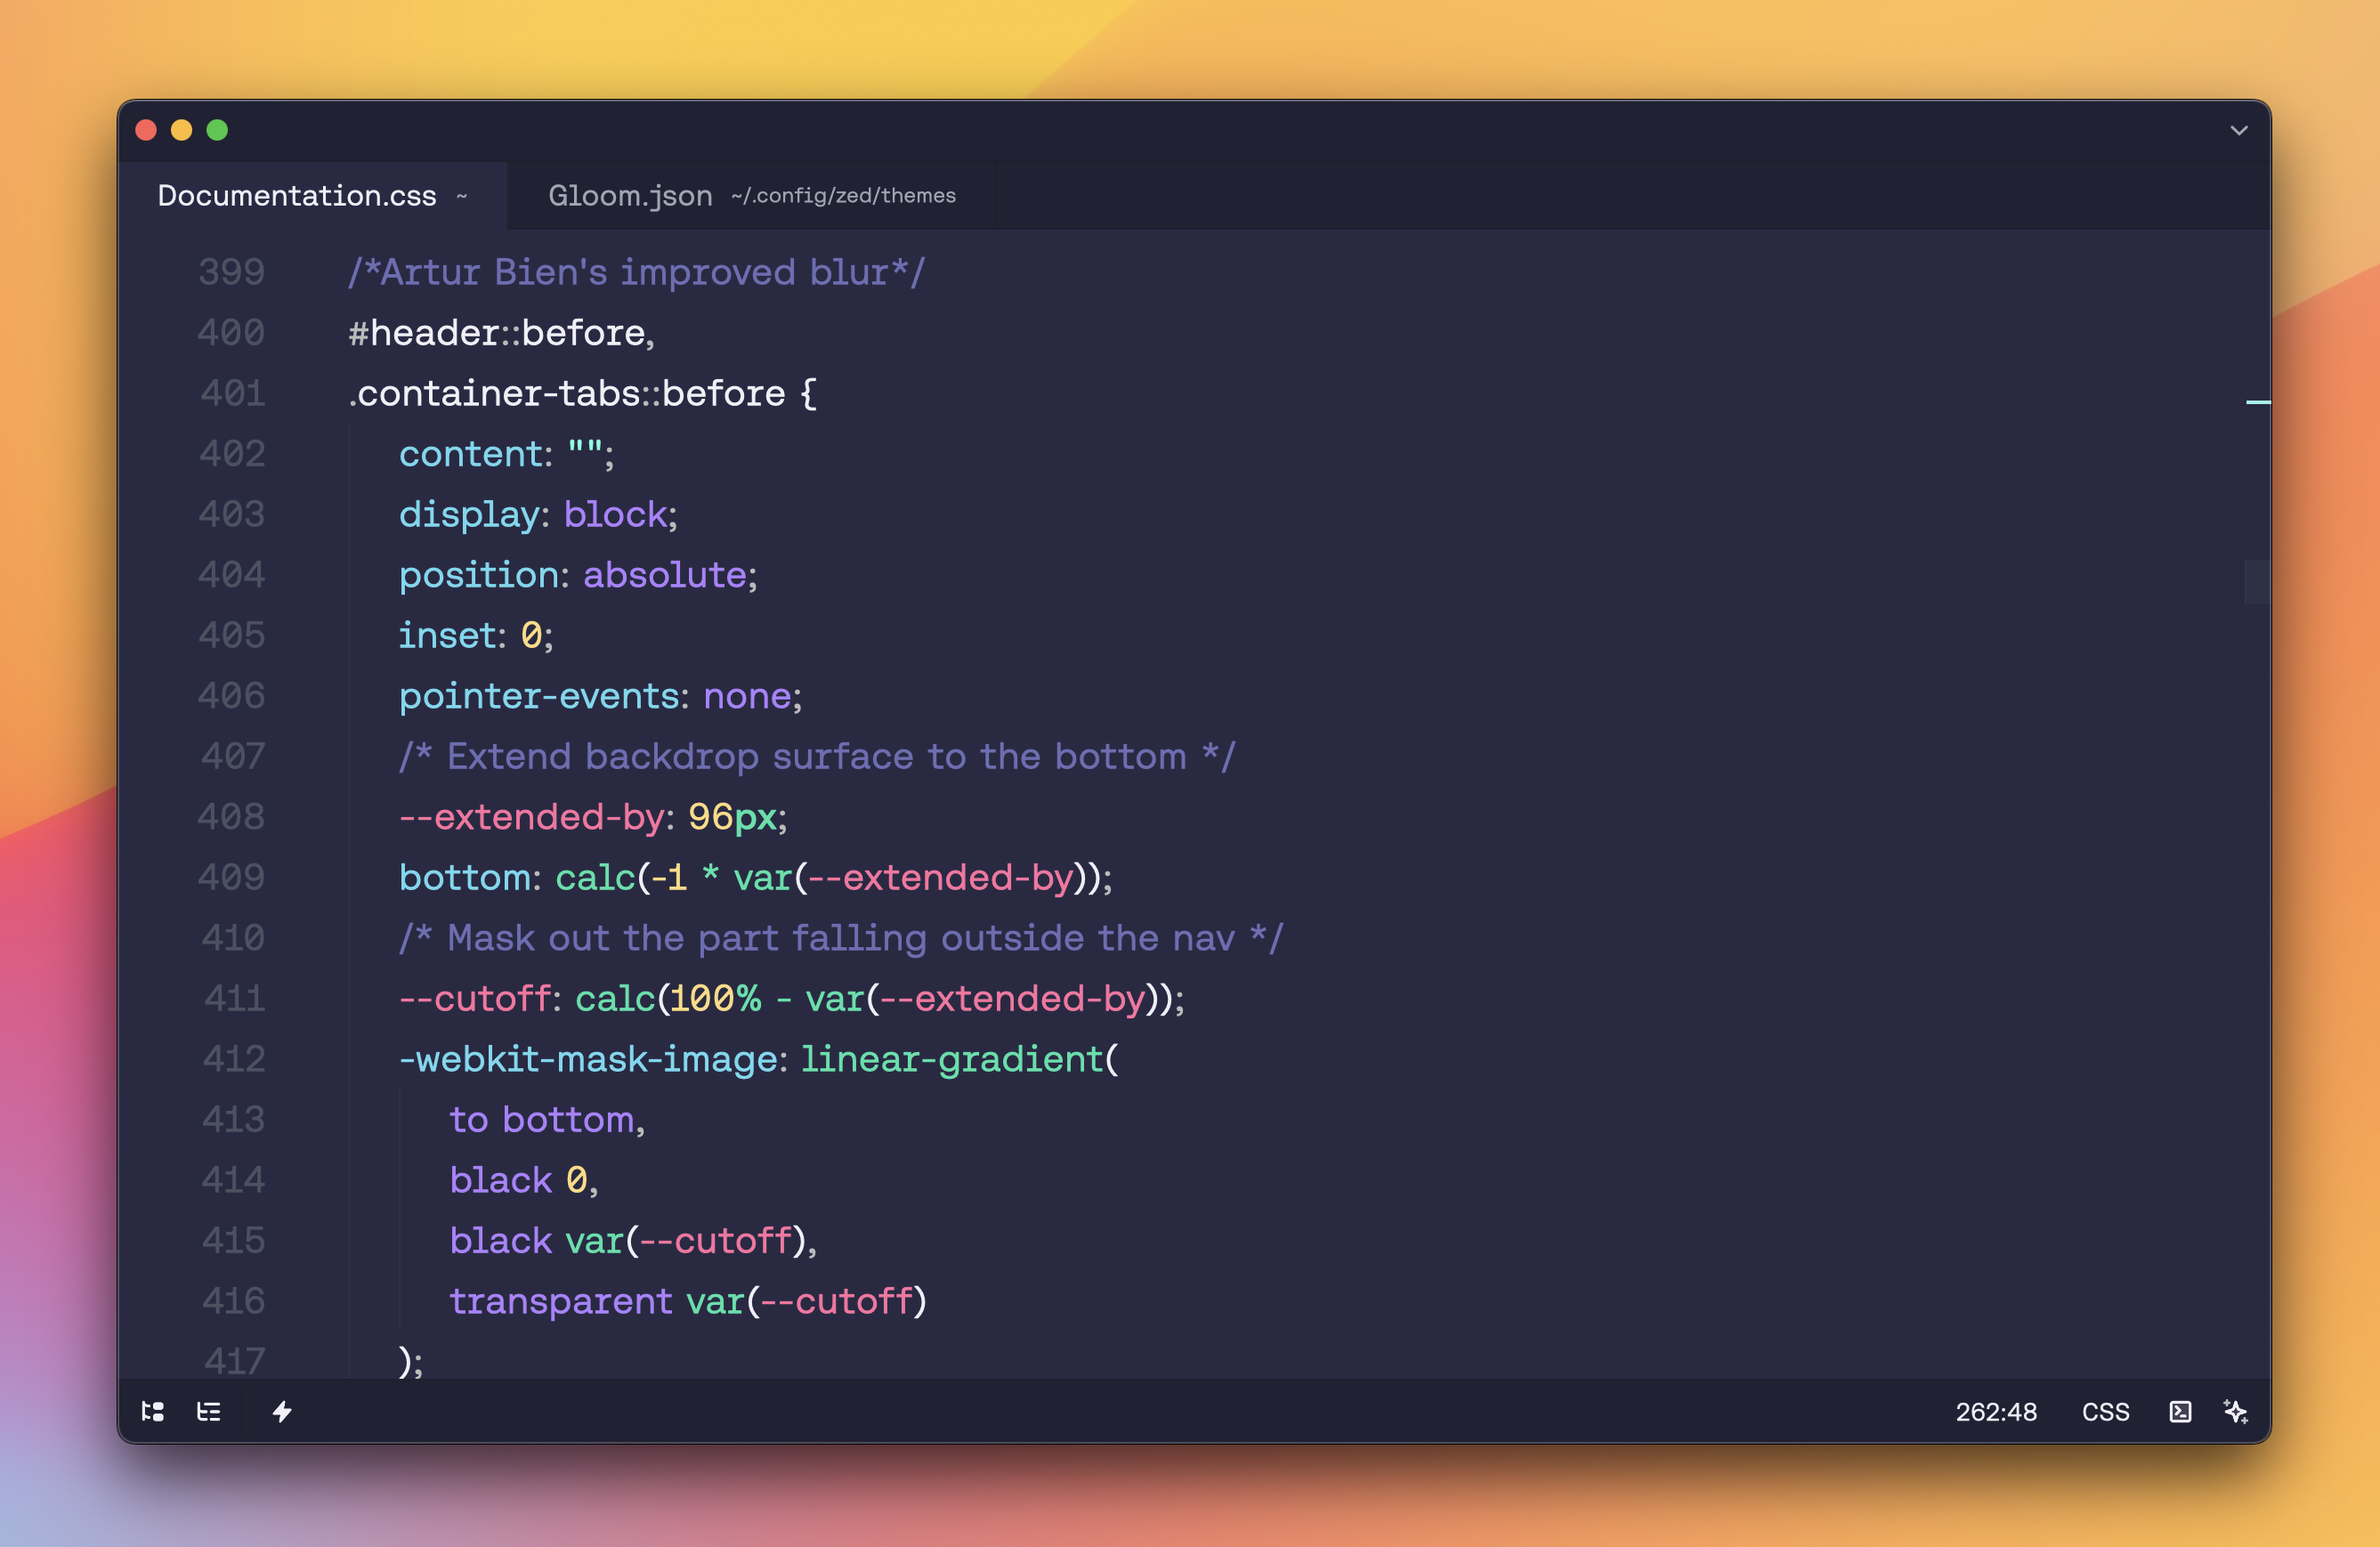 Documentation.css ~ Gloom.json ~/.config/zed/themes
399 /*Artur Bien's improved blur*/
400 #header::before,
401 .container-tabs::before {
402 content: "";
403 display: block;
404 position: absolute;
405 inset: 0;
406 pointer-events: none;
407 /* Extend backdrop surface to the bottom */
408 --extended-by: 96px;
409 bottom: calc(-1 * var(--extended-by));
410 /* Mask out the part falling outside the nav */
411 --cutoff: calc(100% - var(--extended-by));
412 -webkit-mask-image: linear-gradient(
413 to bottom,
414 black 0,
415 black var(--cutoff),
416 transparent var(--cutoff)
417 );
262:48 CSS